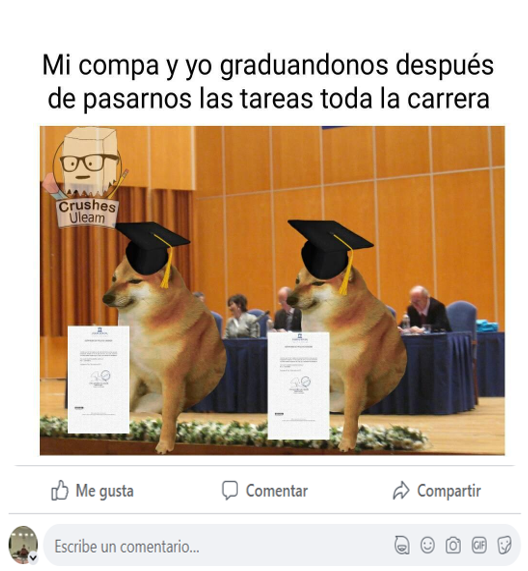 Mi compa y yo graduandonos después
de pasarnos las tareas toda la carrera
Crushes
Uleam
Me gusta
Comentar
Compartir
Escribe un comentario...
GIF